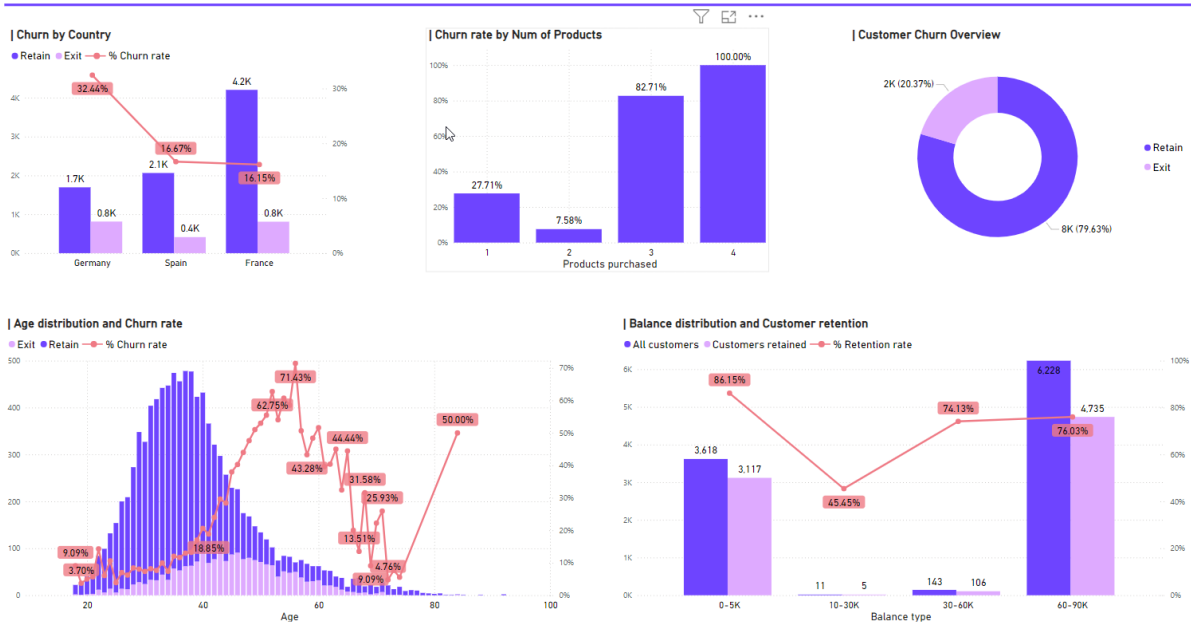 | Churn by Country
Retain Exit % Churn rate
4K
3K
2K
1K
0K
30%
20%
10%
0%
32.44%
16.67%
16.15%
1.7K
0.8K
2.1K
0.4K
4.2K
0.8K
Germany Spain France
| Churn rate by Num of Products
100%
80%
60%
40%
20%
0%
27.71%
7.58%
82.71%
100.00%
1 2 3 4
Products purchased
| Customer Churn Overview
2K (20.37%)
8K (79.63%)
Retain
Exit
| Age distribution and Churn rate
Exit Retain % Churn rate
500
400
300
200
100
0
70%
60%
50%
40%
30%
20%
10%
0%
9.09%
3.70%
18.85%
62.75%
71.43%
43.28%
44.44%
31.58%
13.51%
25.93%
9.09%
4.76%
50.00%
20 40 60 80 100
Age
| Balance distribution and Customer retention
All customers Customers retained % Retention rate
6K
5K
4K
3K
2K
1K
0K
100%
80%
60%
40%
20%
0%
86.15%
45.45%
74.13%
76.03%
3,618
3,117
11
5
143
106
6,228
4,735
0-5K 10-30K 30-60K 60-90K
Balance type